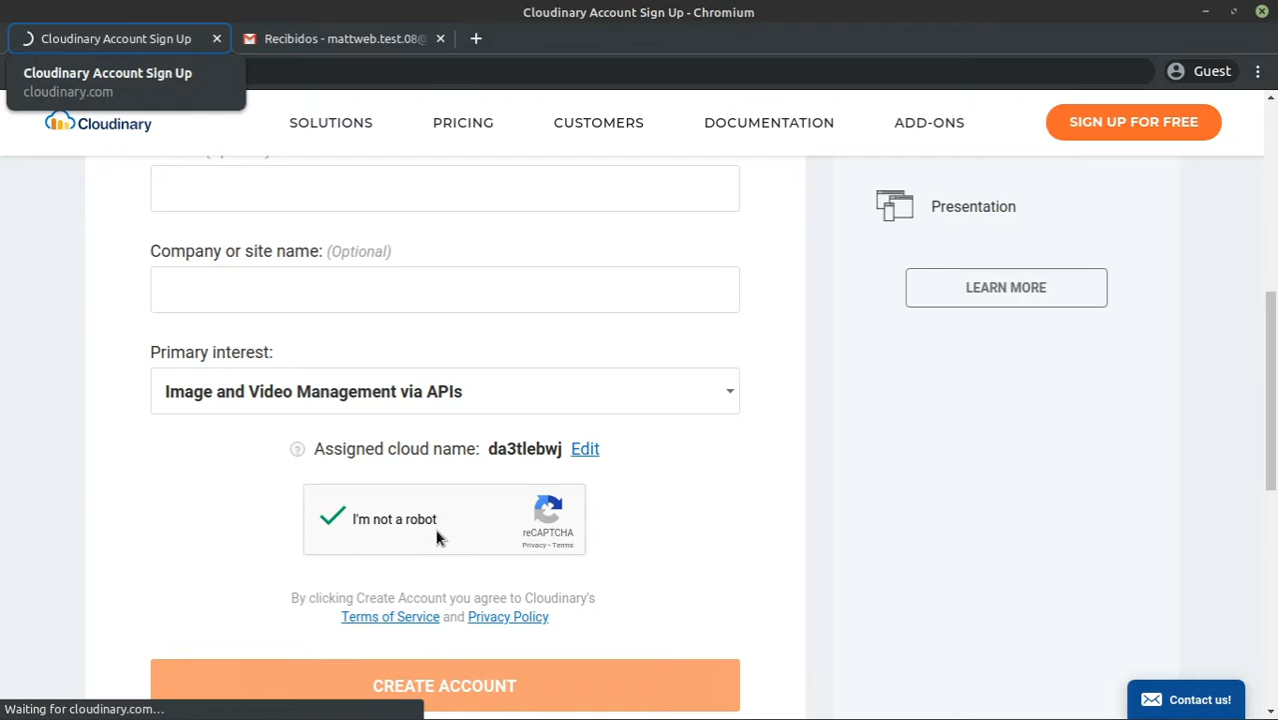 Cloudinary Account Sign Up - Chromium
Cloudinary Account Sign Up
Recibidos - mattweb.test.08@
Cloudinary Account Sign Up
cloudinary.com
Guest
Cloudinary
SOLUTIONS
PRICING
CUSTOMERS
DOCUMENTATION
ADD-ONS
SIGN UP FOR FREE
Presentation
Company or site name: (Optional)
LEARN MORE
Primary interest:
Image and Video Management via APIs
? Assigned cloud name: da3tlebwj Edit
I'm not a robot
reCAPTCHA
Privacy - Terms
By clicking Create Account you agree to Cloudinary's
Terms of Service and Privacy Policy
CREATE ACCOUNT
Contact us!
Waiting for cloudinary.com...